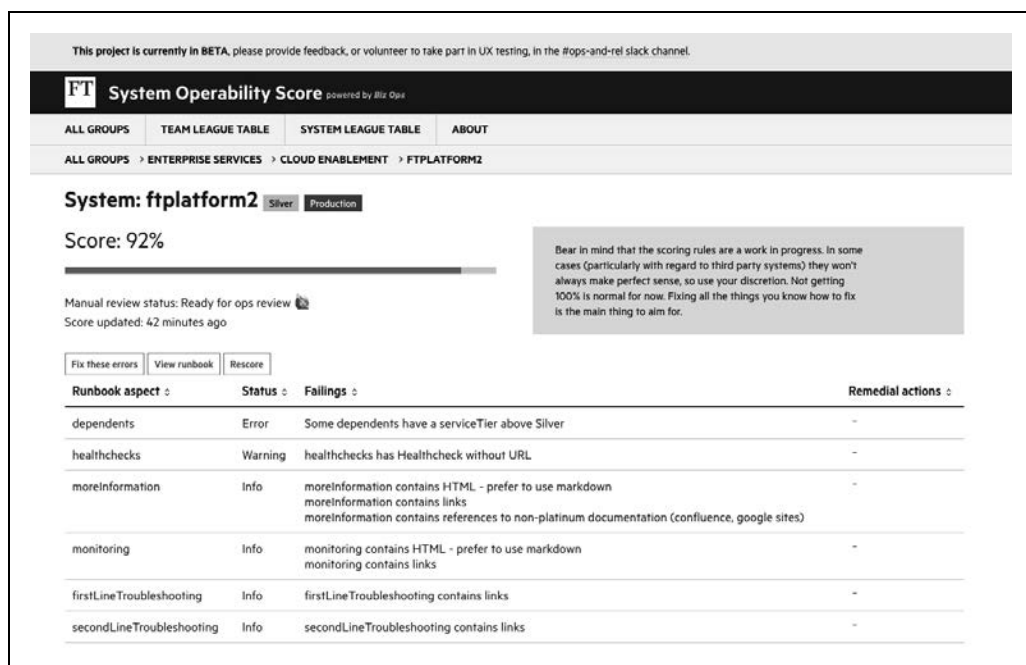 This project is currently in BETA, please provide feedback, or volunteer to take part in UX testing, in the #ops-and-rel slack channel.
FT System Operability Score powered by Biz Ops
ALL GROUPS TEAM LEAGUE TABLE SYSTEM LEAGUE TABLE ABOUT
ALL GROUPS > ENTERPRISE SERVICES > CLOUD ENABLEMENT > FTPLATFORM2
System: ftplatform2 Silver Production
Score: 92%
Bear in mind that the scoring rules are a work in progress. In some
cases (particularly with regard to third party systems) they won't
always make perfect sense, so use your discretion. Not getting
100% is normal for now. Fixing all the things you know how to fix
is the main thing to aim for.
Manual review status: Ready for ops review
Score updated: 42 minutes ago
Fix these errors View runbook Rescore
Runbook aspect Status Failings Remedial actions
dependents Error Some dependents have a serviceTier above Silver -
healthchecks Warning healthchecks has Healthcheck without URL -
moreInformation Info moreInformation contains HTML - prefer to use markdown -
moreInformation contains links
moreInformation contains references to non-platinum documentation (confluence, google sites)
monitoring Info monitoring contains HTML - prefer to use markdown -
monitoring contains links
firstLineTroubleshooting Info firstLineTroubleshooting contains links -
secondLineTroubleshooting Info secondLineTroubleshooting contains links -